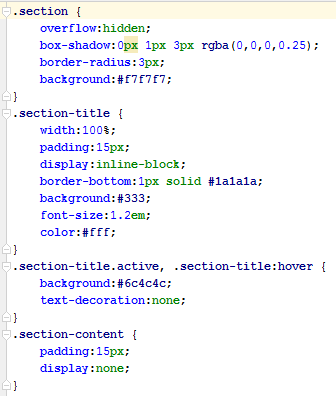 .section {
overflow:hidden;
box-shadow:0px 1px 3px rgba(0,0,0,0.25);
border-radius:3px;
background:#f7f7f7;
}
.section-title {
width:100%;
padding:15px;
display:inline-block;
border-bottom:1px solid #1a1a1a;
background:#333;
font-size:1.2em;
color:#fff;
}
.section-title.active, .section-title:hover {
background:#6c4c4c;
text-decoration:none;
}
.section-content {
padding:15px;
display:none;
}